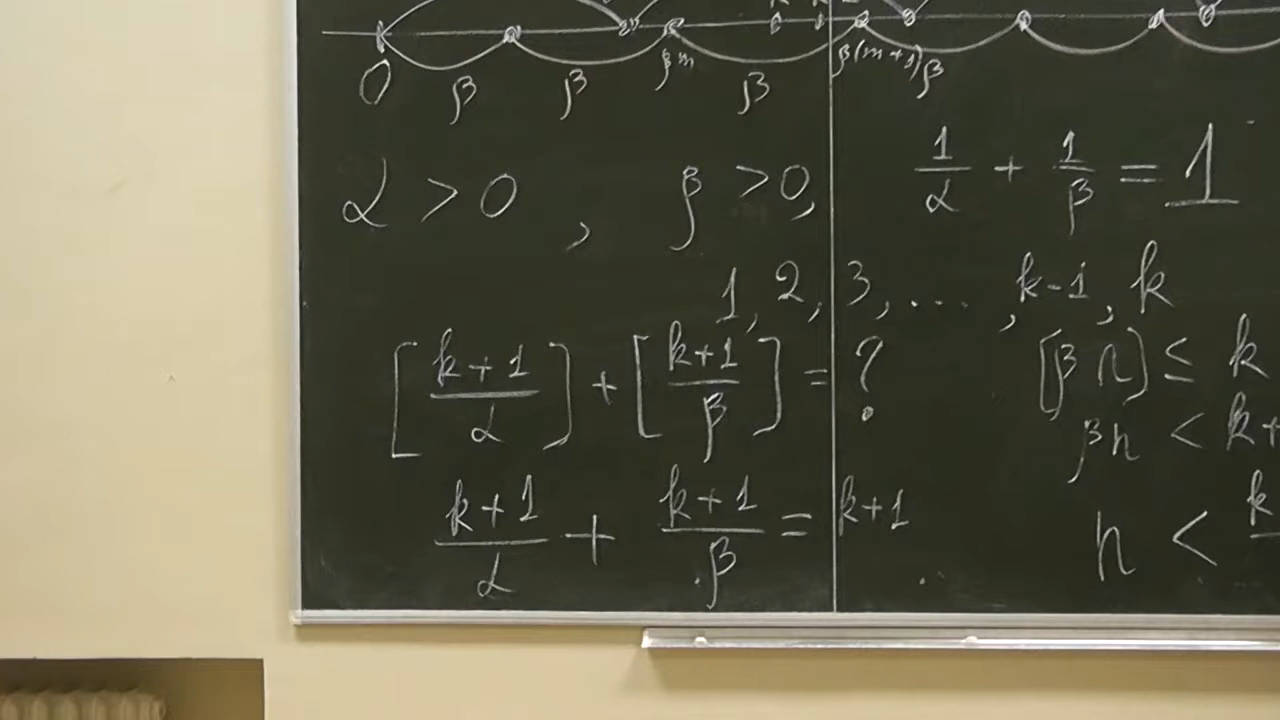 0 β β βm β β(m+1) β
α > 0 , β > 0, 1/α + 1/β = 1
1, 2, 3, ... , k-1, k
[(k+1)/α] + [(k+1)/β] = ? [βn] ≤ k
βn < k+
(k+1)/α + (k+1)/β = k+1
n < k